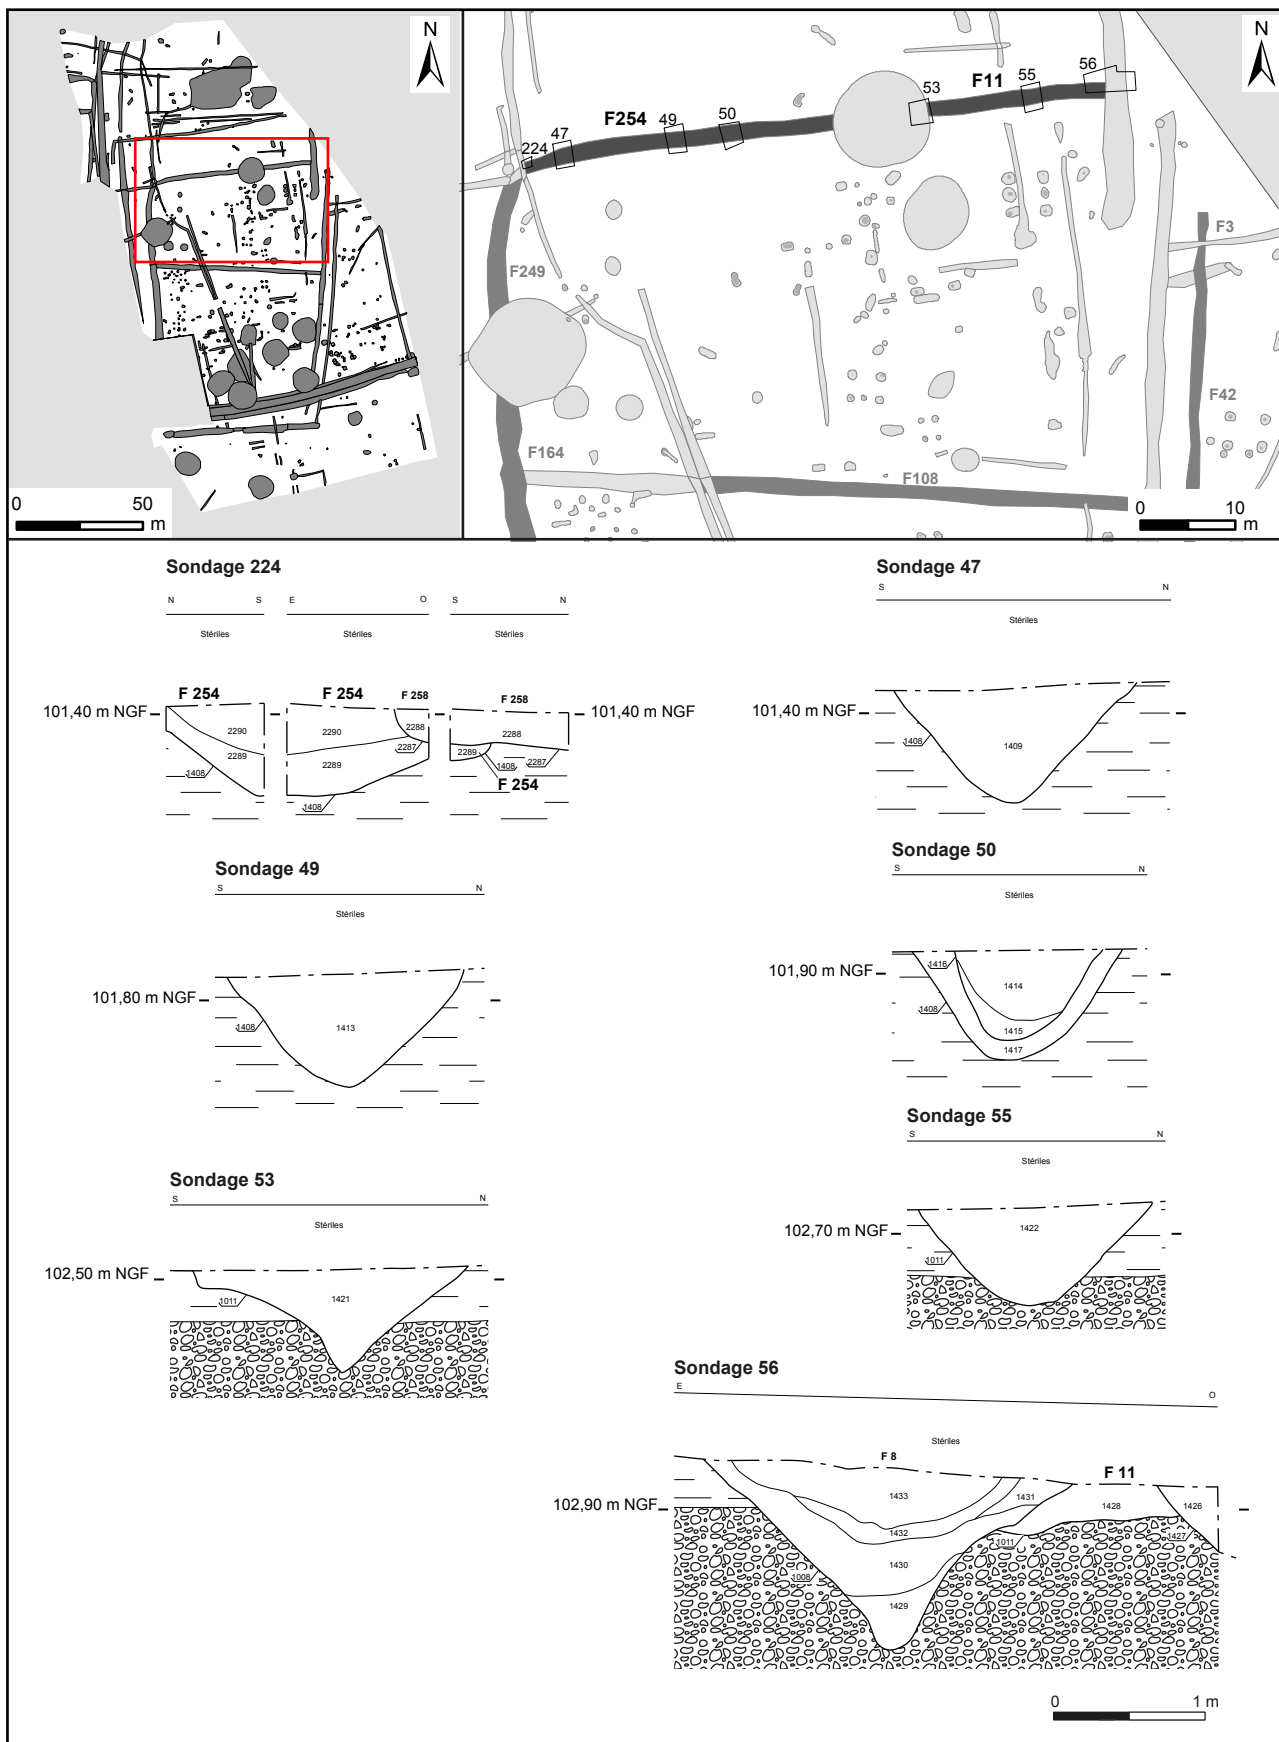 N
0 50
m
N
224
47
F254
49
50
53
F11
55
56
F249
F3
F42
F164
F108
0 10
m
Sondage 224
N S E O S N
Stériles Stériles Stériles
F 254 F 254 F 258 F 258
101,40 m NGF 101,40 m NGF
2290 2290 2288 2288
2289 2289 2287 2289 1408 2287
1408 1408 F 254
Sondage 47
S N
Stériles
101,40 m NGF
1408 1409
Sondage 49
S N
Stériles
101,80 m NGF
1408 1413
Sondage 50
S N
Stériles
101,90 m NGF
1416
1414
1408
1415
1417
Sondage 53
S N
Stériles
102,50 m NGF
1011 1421
Sondage 55
S N
Stériles
102,70 m NGF
1422
1011
Sondage 56
E O
Stériles
F 8
F 11
102,90 m NGF
1433 1431 1428 1426
1432 1427
1011
1430
1008
1429
0 1 m